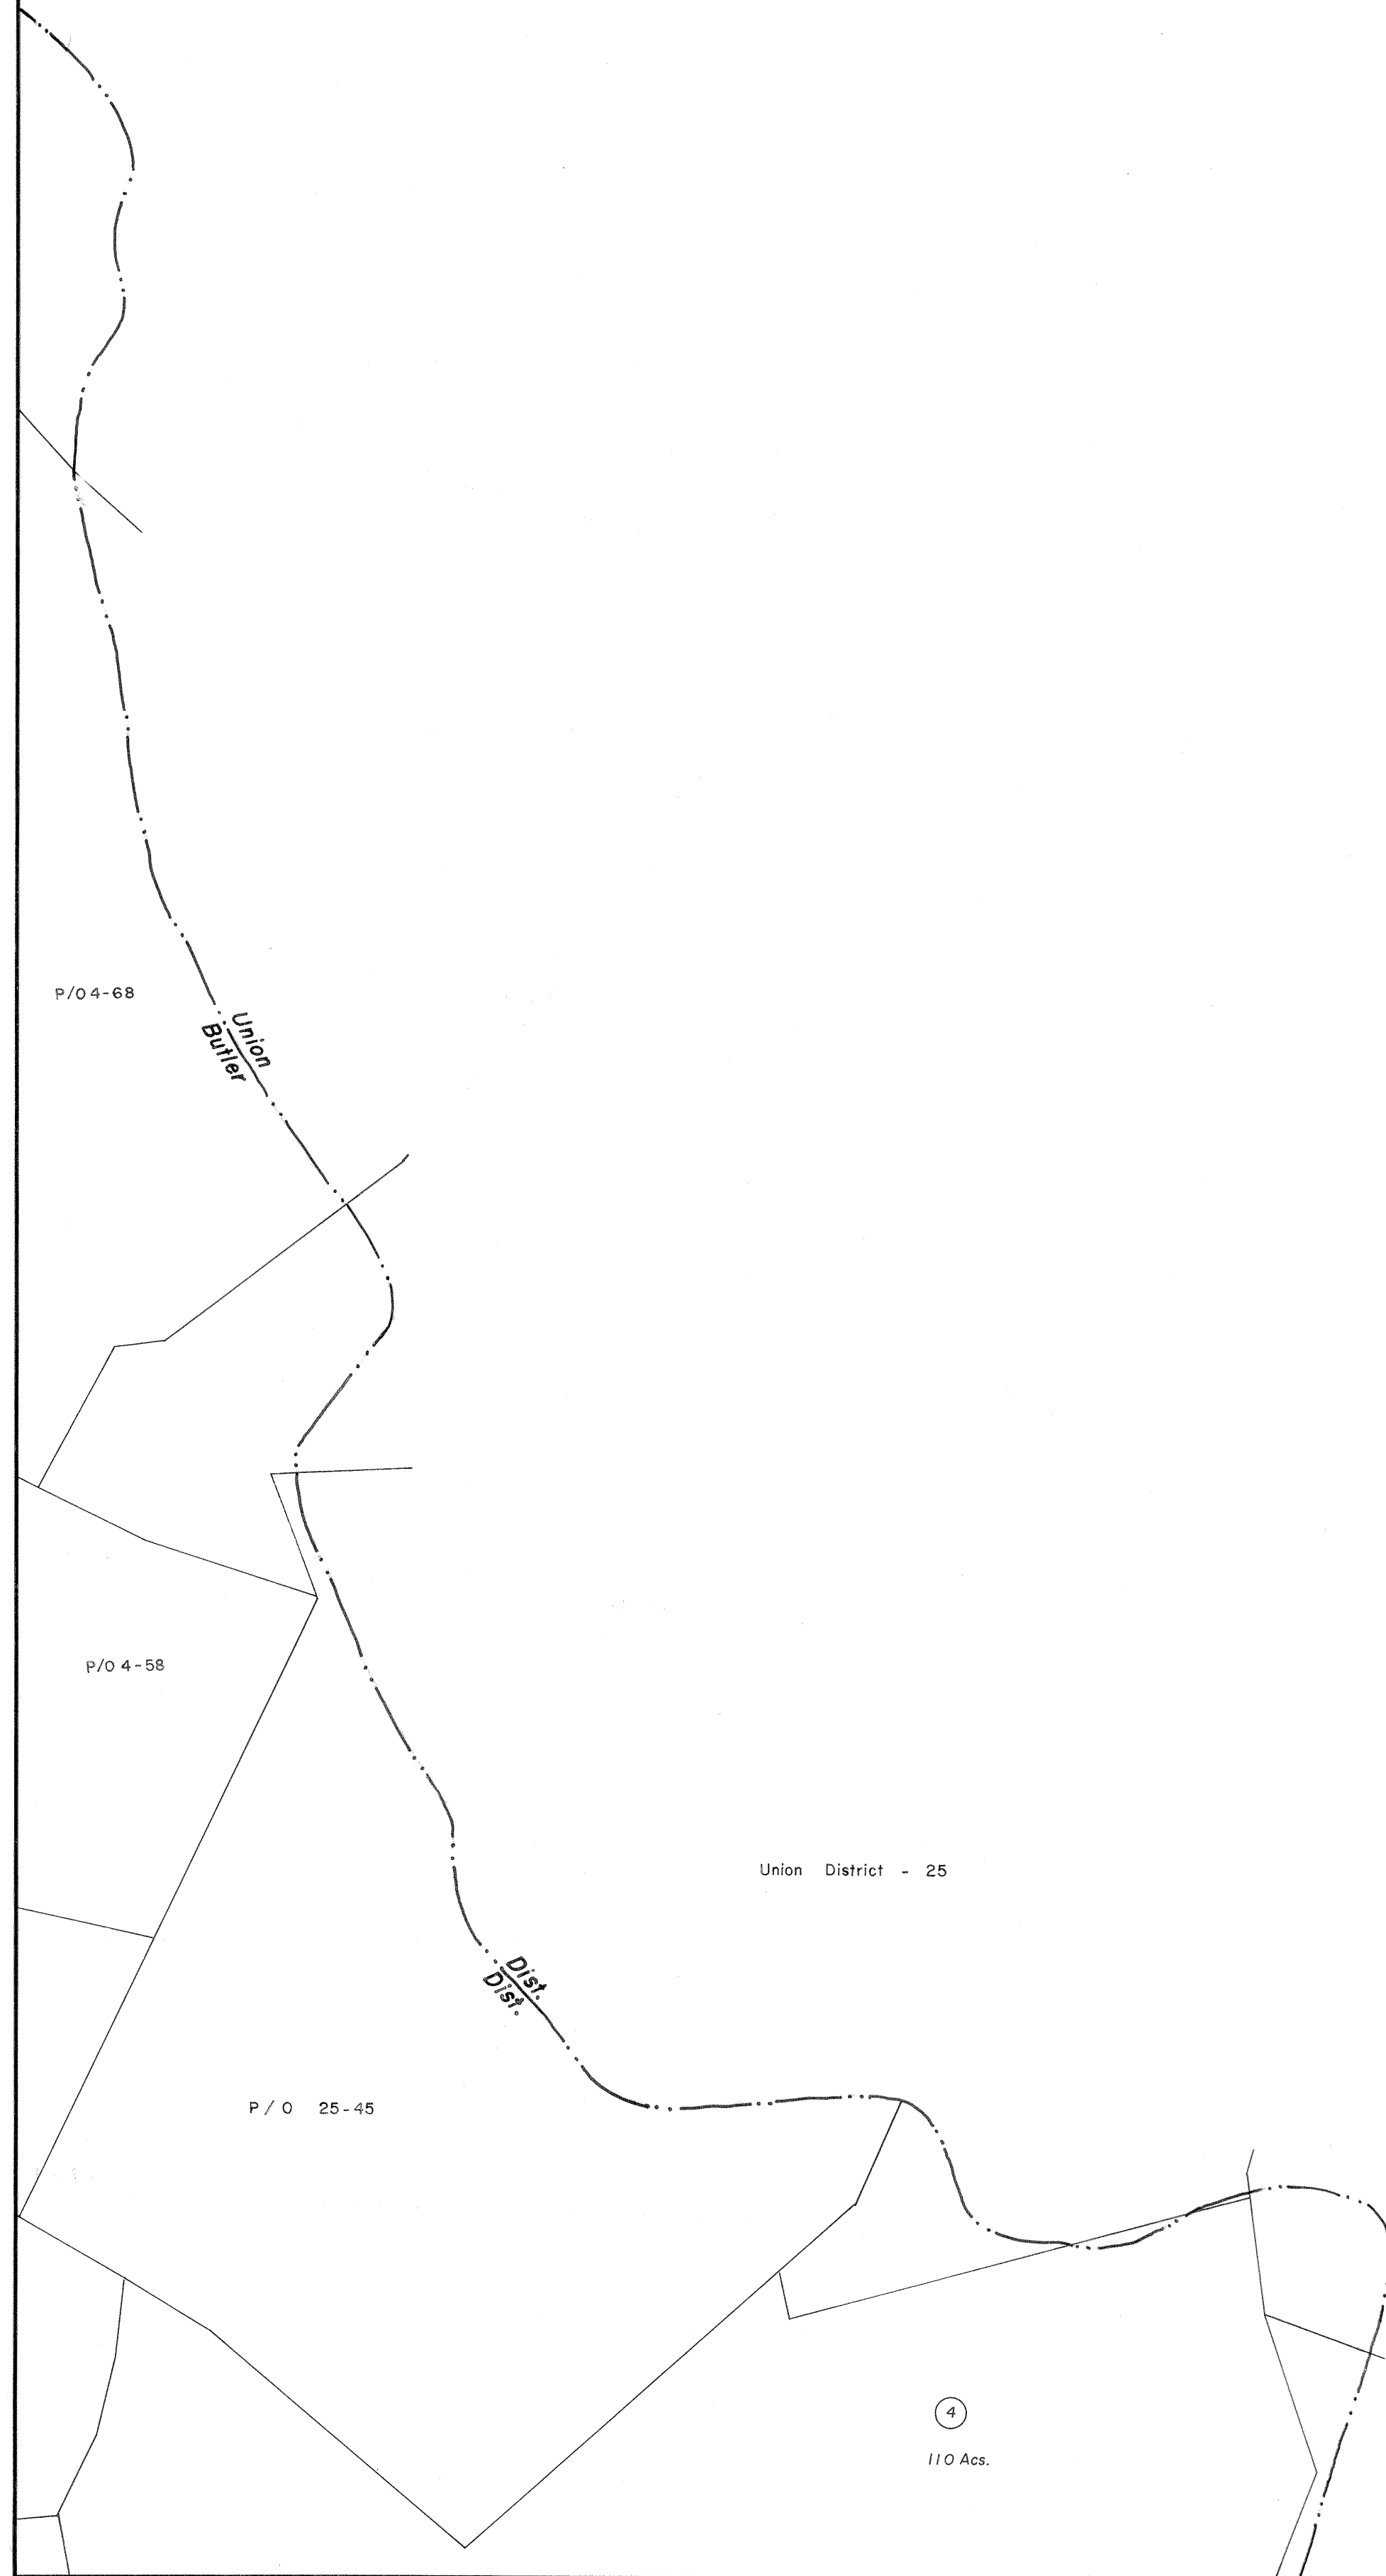 P/O 4-68
Union
Butler
P/O 4-58
Union District - 25
Dist.
Dist.
P/O 25-45
4
110 Acs.